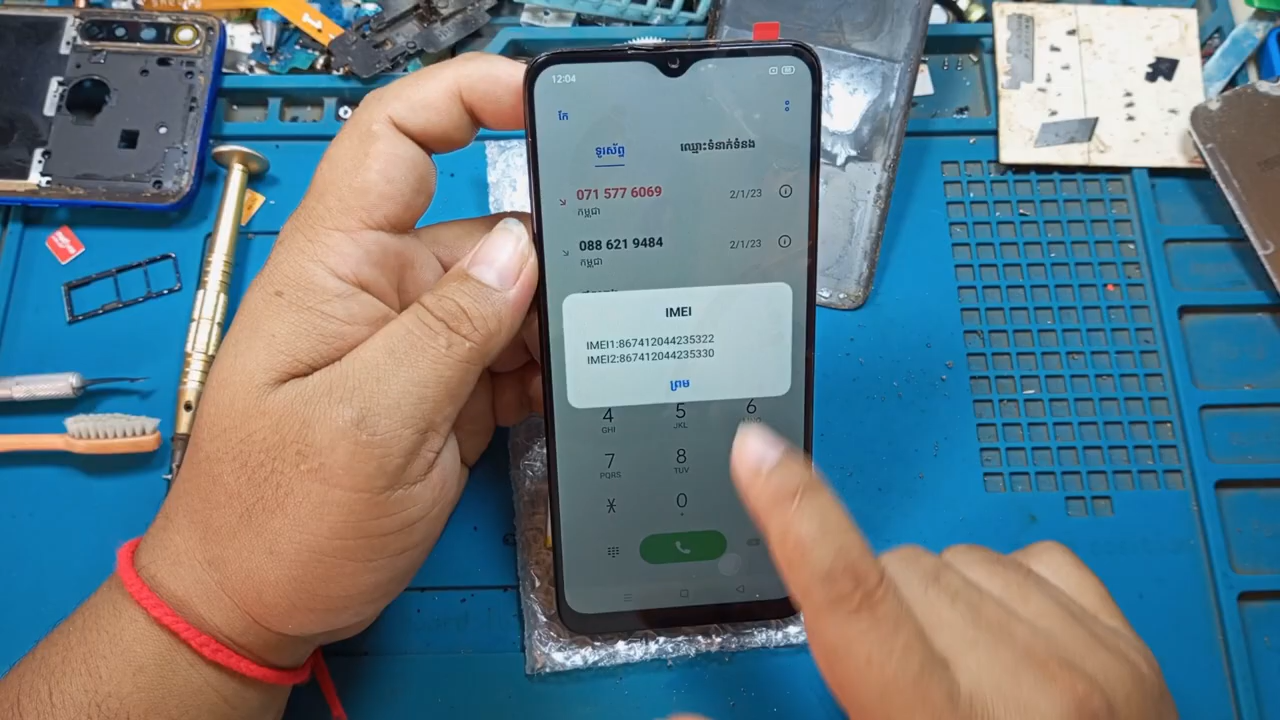 12:04
កែ
ទូរស័ព្ទ
ឈ្មោះទំនាក់ទំនង
071 577 6069 2/1/23
កម្ពុជា
088 621 9484 2/1/23
កម្ពុជា
IMEI
IMEI1:867412044235322
IMEI2:867412044235330
ព្រម
4 5 6
GHI JKL
7 8
PQRS TUV
* 0
+